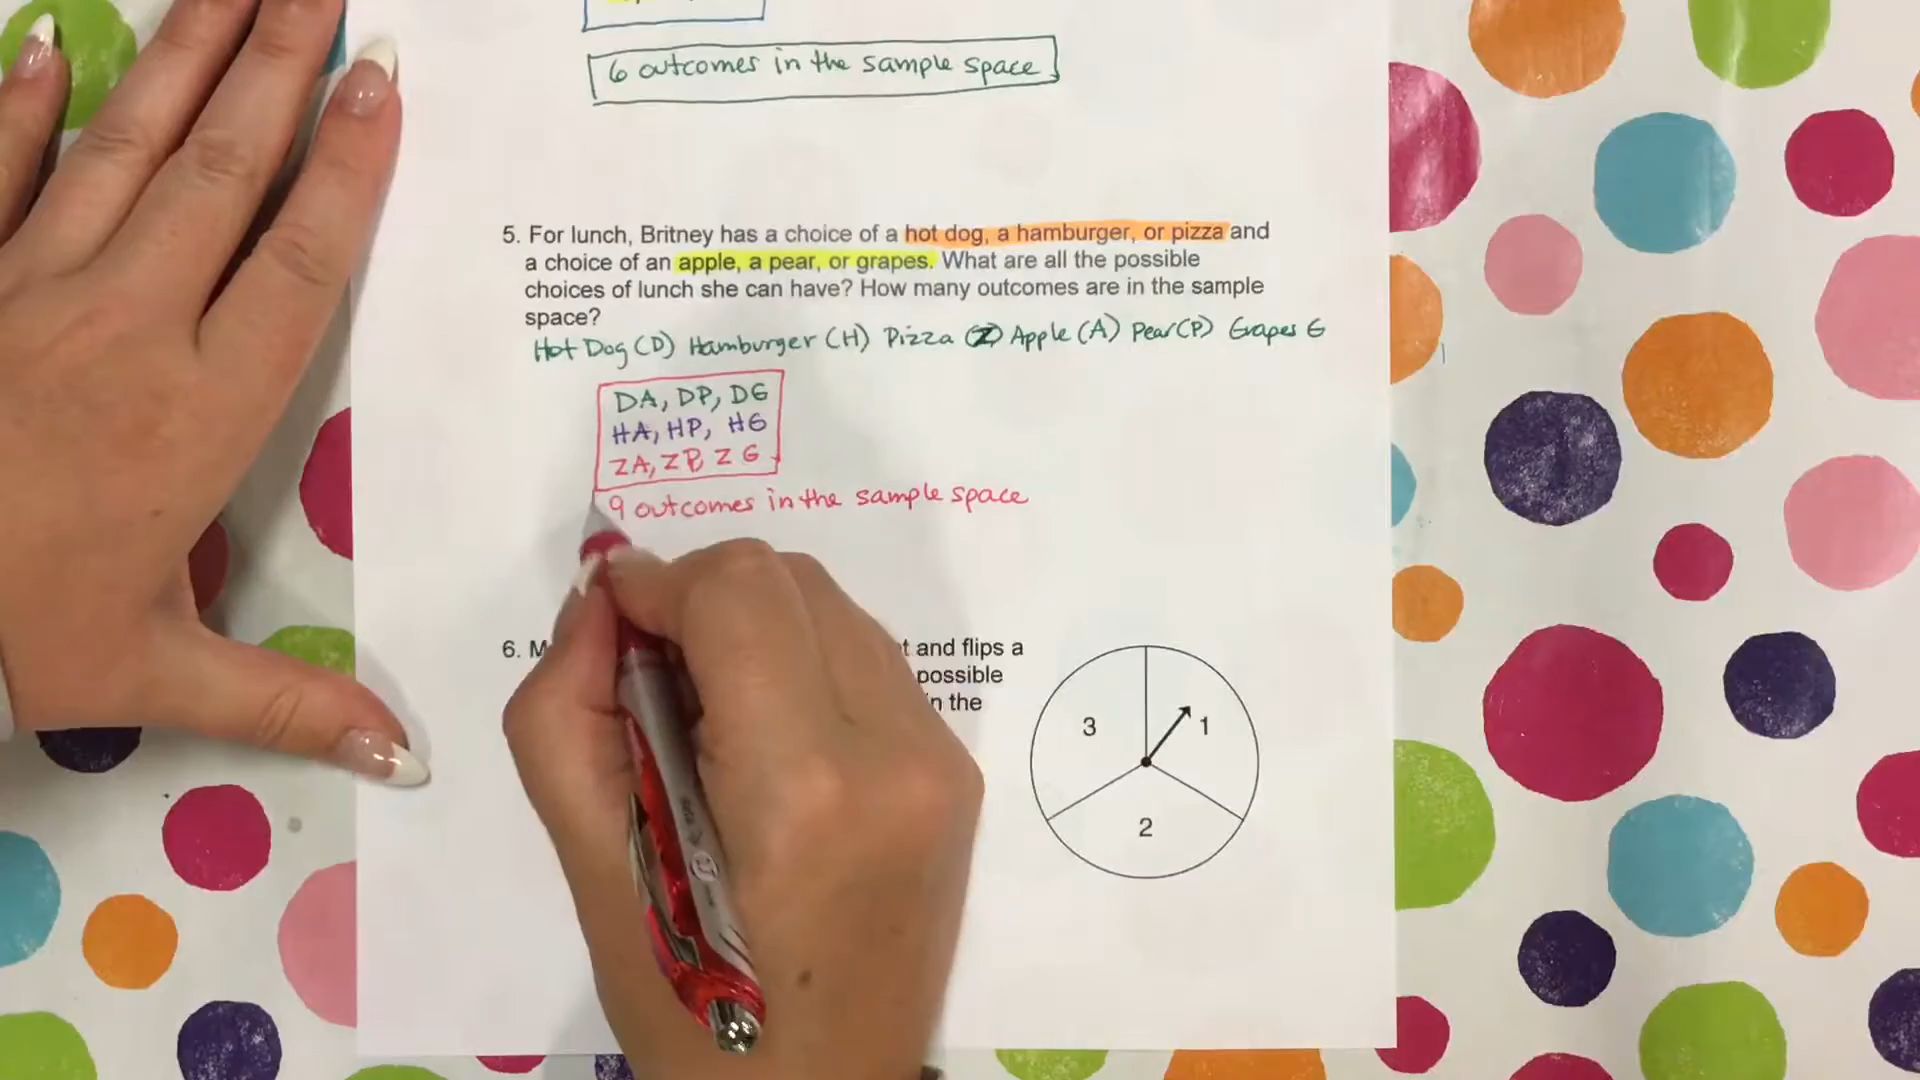 6 outcomes in the sample space
5. For lunch, Britney has a choice of a hot dog, a hamburger, or pizza and
a choice of an apple, a pear, or grapes. What are all the possible
choices of lunch she can have? How many outcomes are in the sample
space?
Hot Dog (D) Hamburger (H) Pizza (Z) Apple (A) Pear (P) Grapes G
DA, DP, DG
HA, HP, HG
ZA, ZP, ZG
9 outcomes in the sample space
6. and flips a
possible
the
3
1
2